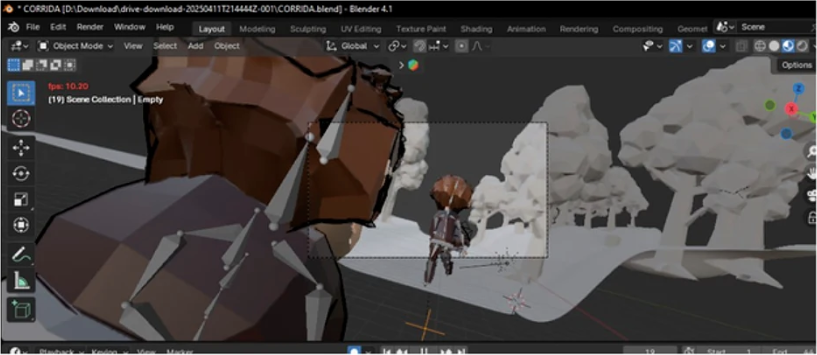 * CORRIDA [D:\Download\drive-download-20250411T214444Z-001\CORRIDA.blend] - Blender 4.1
File Edit Render Window Help Layout Modeling Sculpting UV Editing Texture Paint Shading Animation Rendering Compositing Geomet Scene
Object Mode View Select Add Object Global
Options
fps: 10.20
(19) Scene Collection | Empty
Z
X
Y
Playback Keying View Marker 19 Start 1 End